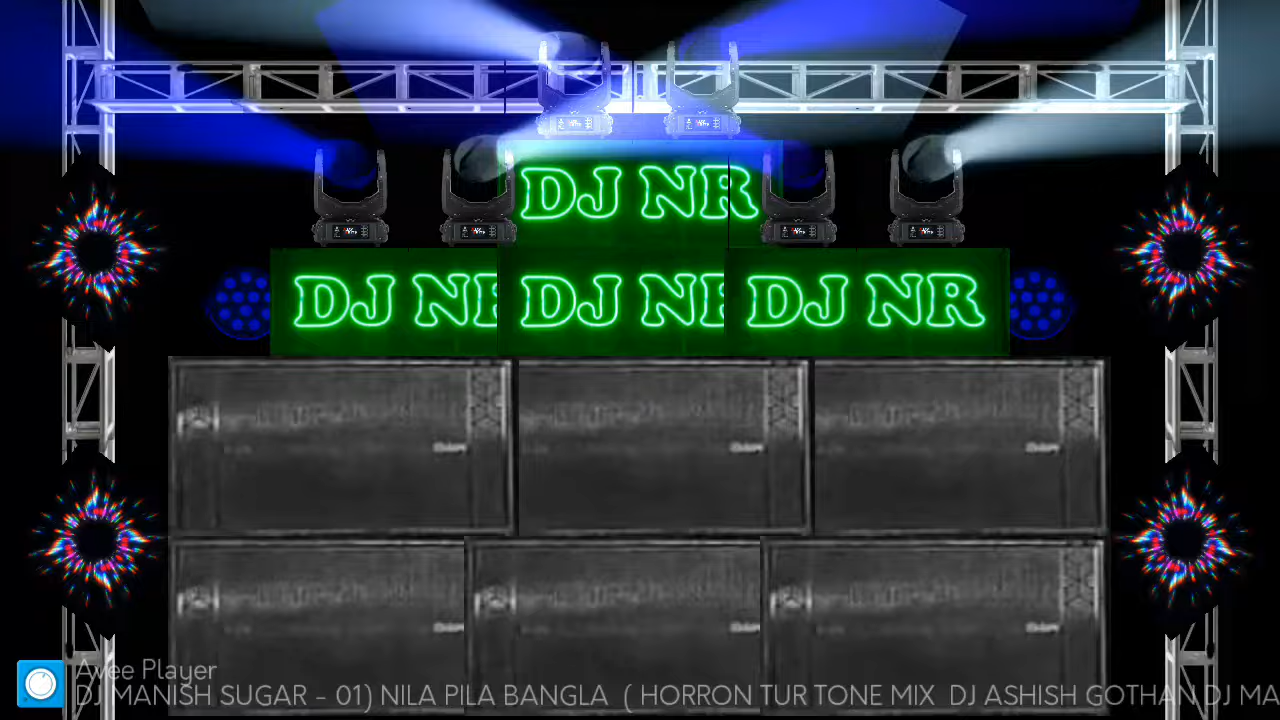 DJ NR
DJ NR DJ NR DJ NR
Avee Player
DJ MANISH SUGAR - 01) NILA PILA BANGLA ( HORRON TUR TONE MIX DJ ASHISH GOTHAN DJ MA